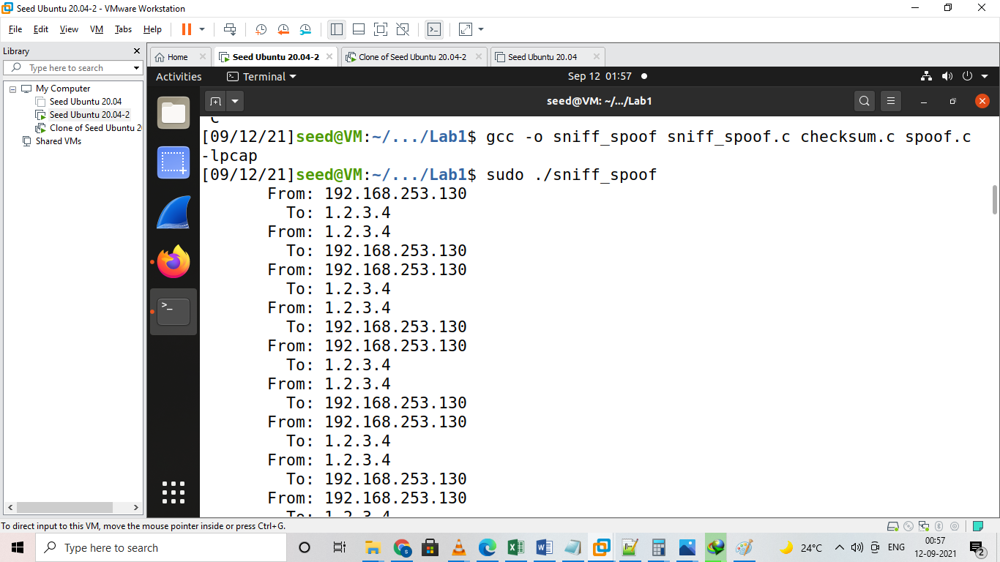 Seed Ubuntu 20.04-2 - VMware Workstation
File Edit View VM Tabs Help
Library
Type here to search
My Computer
Seed Ubuntu 20.04
Seed Ubuntu 20.04-2
Clone of Seed Ubuntu 20
Shared VMs
Home
Seed Ubuntu 20.04-2
Clone of Seed Ubuntu 20.04-2
Seed Ubuntu 20.04
Activities
Terminal
Sep 12 01:57
seed@VM: ~/.../Lab1
[09/12/21]seed@VM:~/.../Lab1$ gcc -o sniff_spoof sniff_spoof.c checksum.c spoof.c
-lpcap
[09/12/21]seed@VM:~/.../Lab1$ sudo ./sniff_spoof
From: 192.168.253.130
To: 1.2.3.4
From: 1.2.3.4
To: 192.168.253.130
From: 192.168.253.130
To: 1.2.3.4
From: 1.2.3.4
To: 192.168.253.130
From: 192.168.253.130
To: 1.2.3.4
From: 1.2.3.4
To: 192.168.253.130
From: 192.168.253.130
To: 1.2.3.4
From: 1.2.3.4
To: 192.168.253.130
From: 192.168.253.130
To: 1.2.3.4
To direct input to this VM, move the mouse pointer inside or press Ctrl+G.
Type here to search
24°C
ENG
00:57
12-09-2021
2